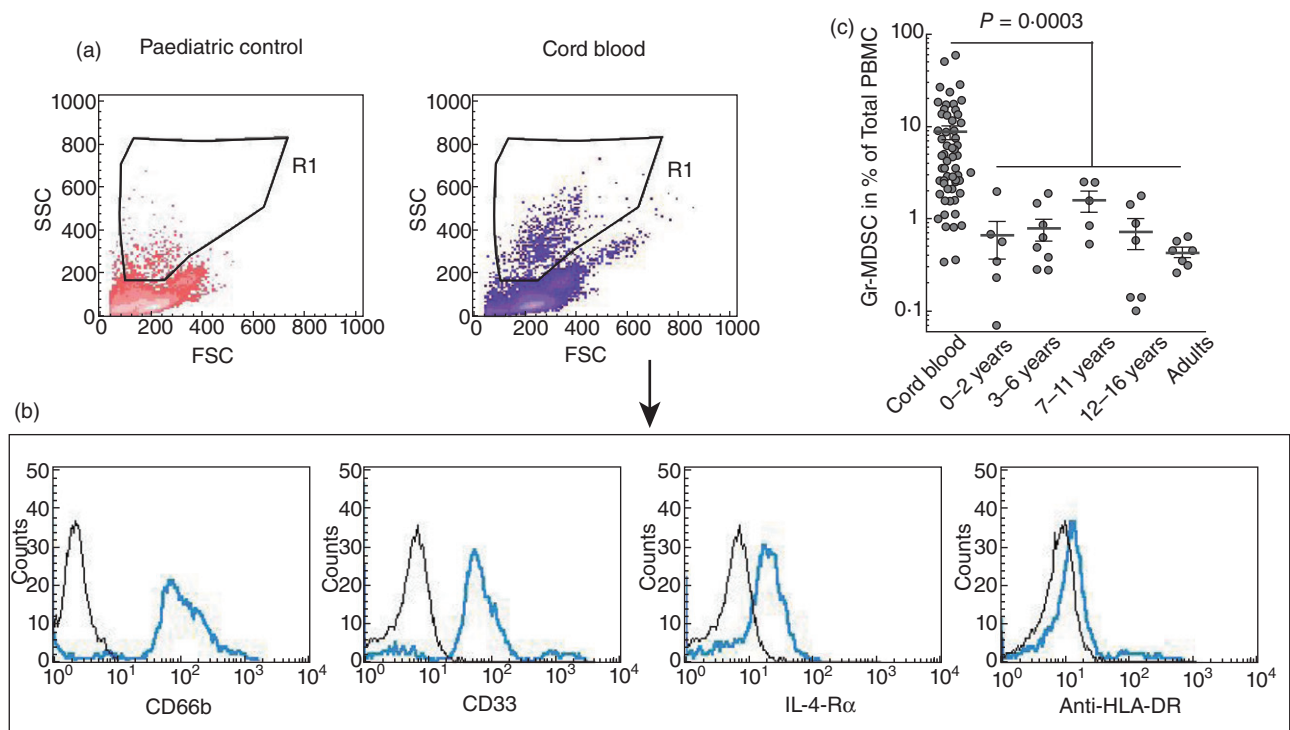 (a)
Paediatric control
Cord blood
1000
800
600
400
200
0
SSC
R1
0
200
400
600
800
1000
FSC
1000
800
600
400
200
0
SSC
R1
0
200
400
600
800
1000
FSC
(c)
P = 0·0003
Gr-MDSC in % of Total PBMC
100
10
1
0·1
Cord blood
0–2 years
3–6 years
7–11 years
12–16 years
Adults
(b)
50
40
30
20
10
0
Counts
10⁰
10¹
10²
10³
10⁴
CD66b
50
40
30
20
10
0
Counts
10⁰
10¹
10²
10³
10⁴
CD33
50
40
30
20
10
0
Counts
10⁰
10¹
10²
10³
10⁴
IL-4-Rα
50
40
30
20
10
0
Counts
10⁰
10¹
10²
10³
10⁴
Anti-HLA-DR